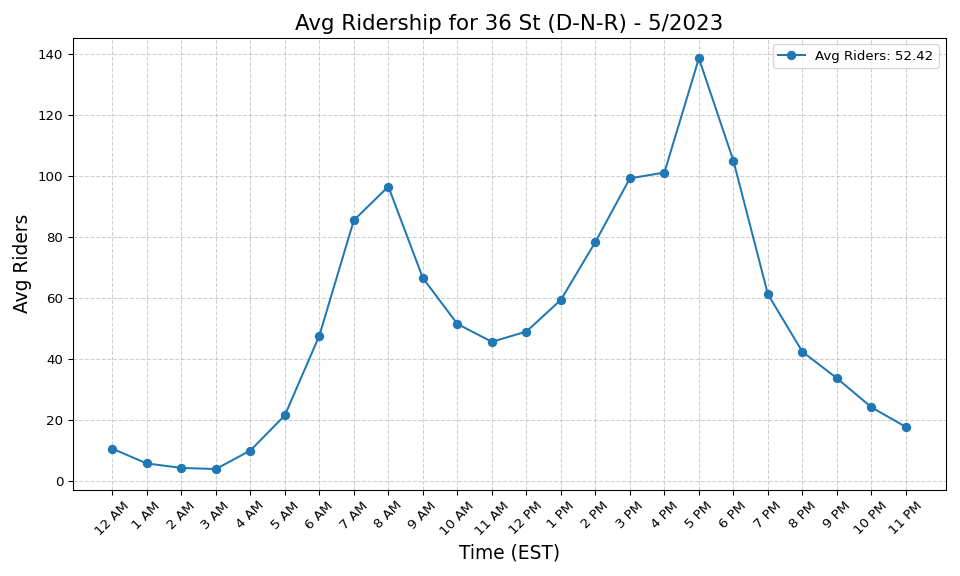 Avg Ridership for 36 St (D-N-R) - 5/2023
Avg Riders: 52.42
Avg Riders
140
120
100
80
60
40
20
0
12 AM
1 AM
2 AM
3 AM
4 AM
5 AM
6 AM
7 AM
8 AM
9 AM
10 AM
11 AM
12 PM
1 PM
2 PM
3 PM
4 PM
5 PM
6 PM
7 PM
8 PM
9 PM
10 PM
11 PM
Time (EST)